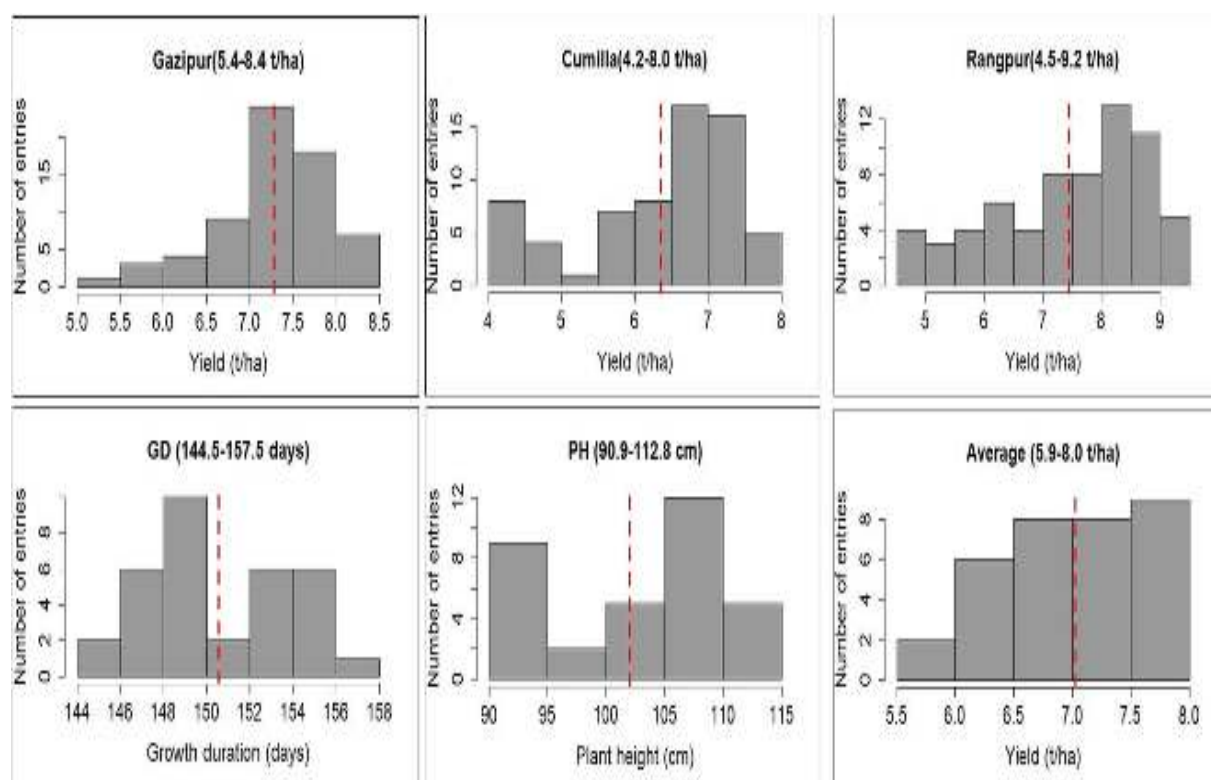 Gazipur(5.4-8.4 t/ha)
Number of entries
15
5
0
5.0 5.5 6.0 6.5 7.0 7.5 8.0 8.5
Yield (t/ha)
Cumilla(4.2-8.0 t/ha)
Number of entries
15
10
5
0
4 5 6 7 8
Yield (t/ha)
Rangpur(4.5-9.2 t/ha)
Number of entries
12
8
4
0
5 6 7 8 9
Yield (t/ha)
GD (144.5-157.5 days)
Number of entries
8
6
4
2
0
144 146 148 150 154 156 158
Growth duration (days)
PH (90.9-112.8 cm)
Number of entries
12
8
4
0
90 95 100 105 110 115
Plant height (cm)
Average (5.9-8.0 t/ha)
Number of entries
8
6
4
2
0
5.5 6.0 6.5 7.0 7.5 8.0
Yield (t/ha)